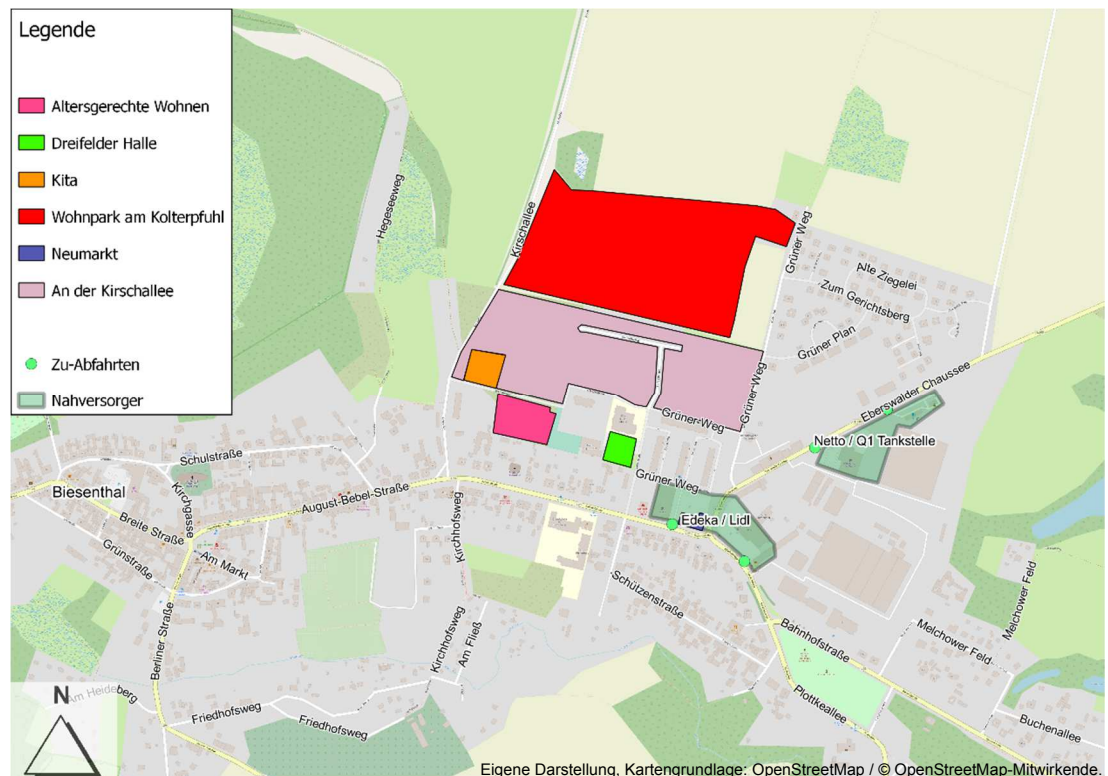 Legende
Altersgerechte Wohnen
Dreifelder Halle
Kita
Wohnpark am Kolterpfuhl
Neumarkt
An der Kirschallee
Zu-Abfahrten
Nahversorger
Hegeseeweg
Kirschallee
Grüner Weg
Alte Ziegelei
Zum Gerichtsberg
Grüner Plan
Grüner Weg
Eberswalder Chaussee
Grüner-Weg
Netto / Q1 Tankstelle
Schulstraße
Grüner Weg
Biesenthal
Kirchgasse
August-Bebel-Straße
Breite Straße
Edeka / Lidl
Grünstraße
Am Markt
Kirchhofsweg
Schützenstraße
Melchower Feld
Berliner Straße
Kirchhofsweg
Am Fließ
Bahnhofstraße
Melchower Feld
N
Am Heideberg
Friedhofsweg
Friedhofsweg
Plottkeallee
Buchenallee
Eigene Darstellung, Kartengrundlage: OpenStreetMap / © OpenStreetMap-Mitwirkende.